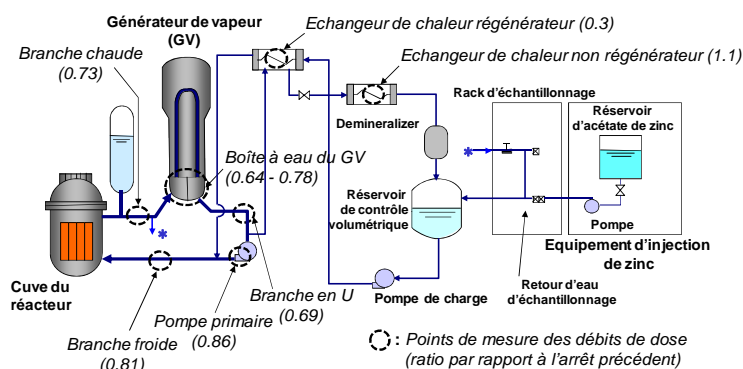 Générateur de vapeur
(GV)
Echangeur de chaleur régénérateur (0.3)
Branche chaude
(0.73)
Echangeur de chaleur non régénérateur (1.1)
Rack d'échantillonnage
Demineralizer
Réservoir
d'acétate de zinc
*
Boîte à eau du GV
(0.64 - 0.78)
Réservoir
de contrôle
volumétrique
*
Pompe
Equipement d'injection
de zinc
Cuve du
réacteur
Retour d'eau
d'échantillonnage
Pompe de charge
Branche en U
(0.69)
Pompe primaire
(0.86)
Branche froide
(0.81)
: Points de mesure des débits de dose
(ratio par rapport à l'arrêt précédent)